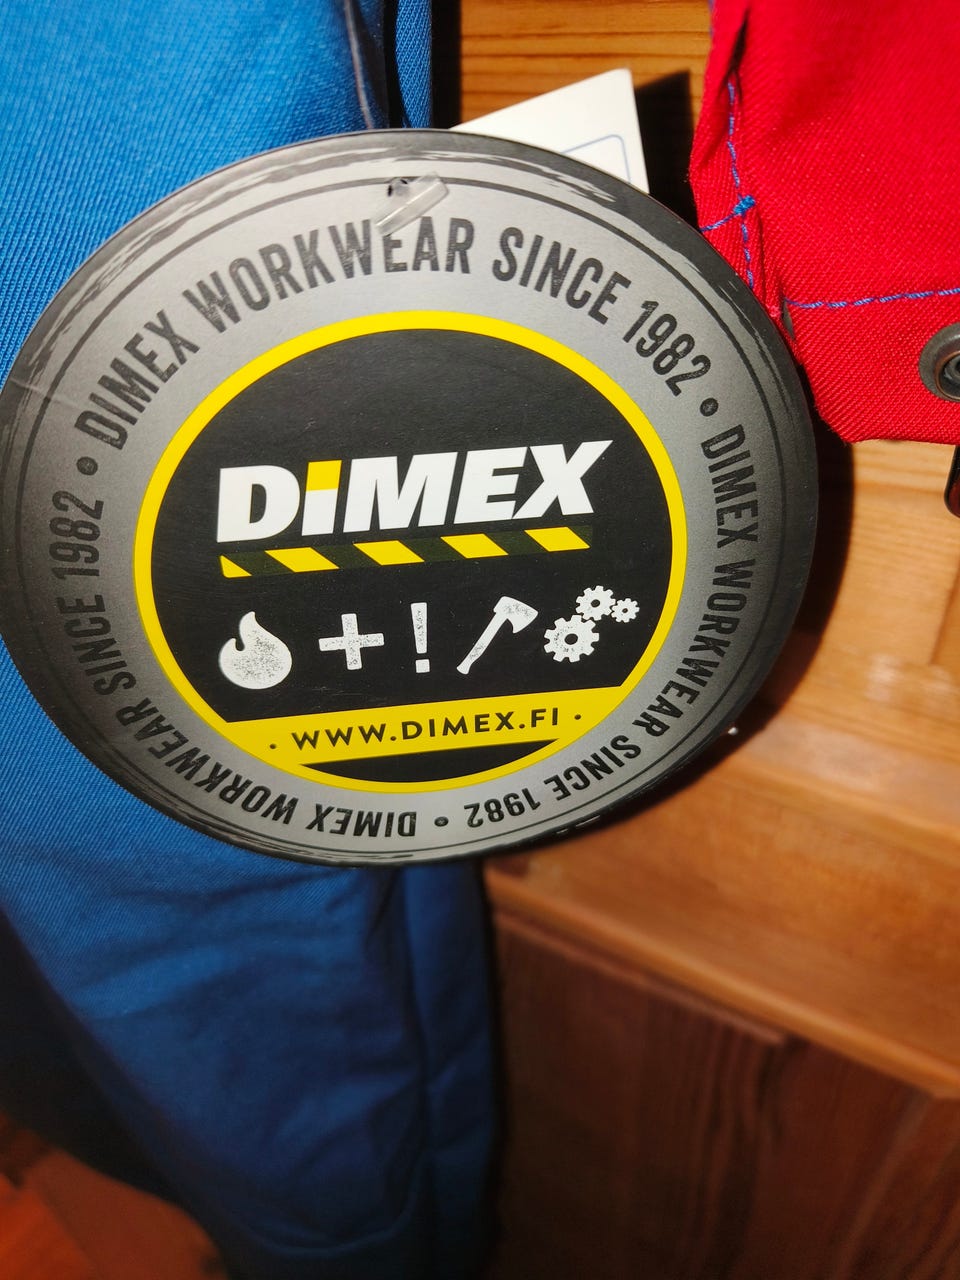 DIMEX WORKWEAR SINCE 1982 • DIMEX WORKWEAR SINCE 1982 • DIMEX WORKWEAR SINCE 1982 •
DIMEX
· WWW.DIMEX.FI ·